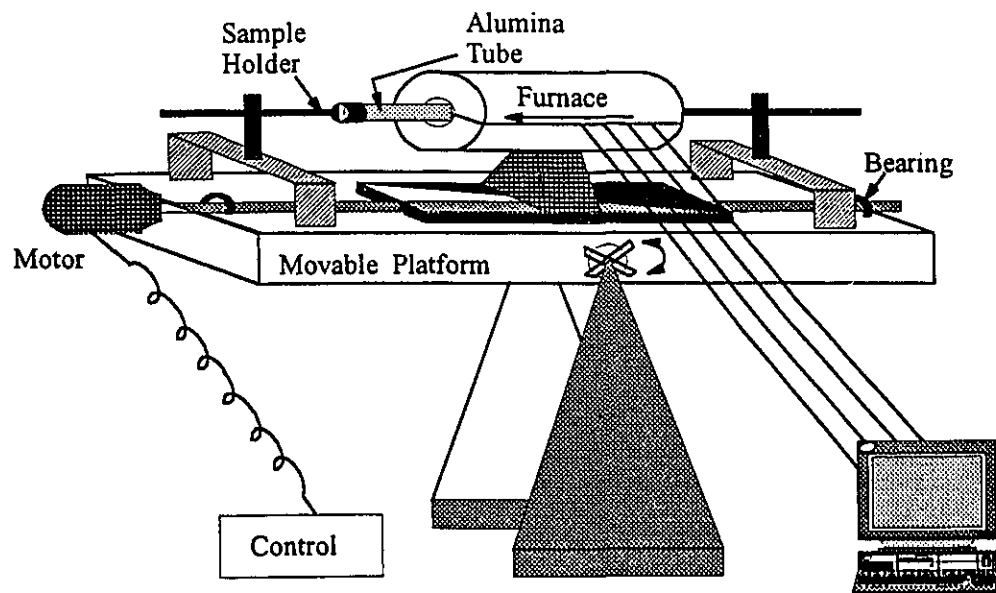 Alumina
Tube
Sample
Holder
Furnace
Bearing
Motor
Movable Platform
Control